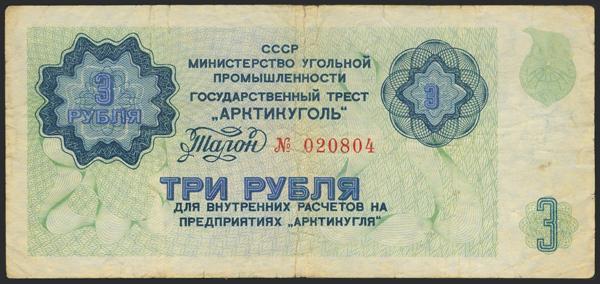 СССР
МИНИСТЕРСТВО УГОЛЬНОЙ
ПРОМЫШЛЕННОСТИ
ГОСУДАРСТВЕННЫЙ ТРЕСТ
„АРКТИКУГОЛЬ"
Талон № 020804
3
РУБЛЯ
3
ТРИ РУБЛЯ
ДЛЯ ВНУТРЕННИХ РАСЧЕТОВ НА
ПРЕДПРИЯТИЯХ „АРКТИКУГЛЯ"
3